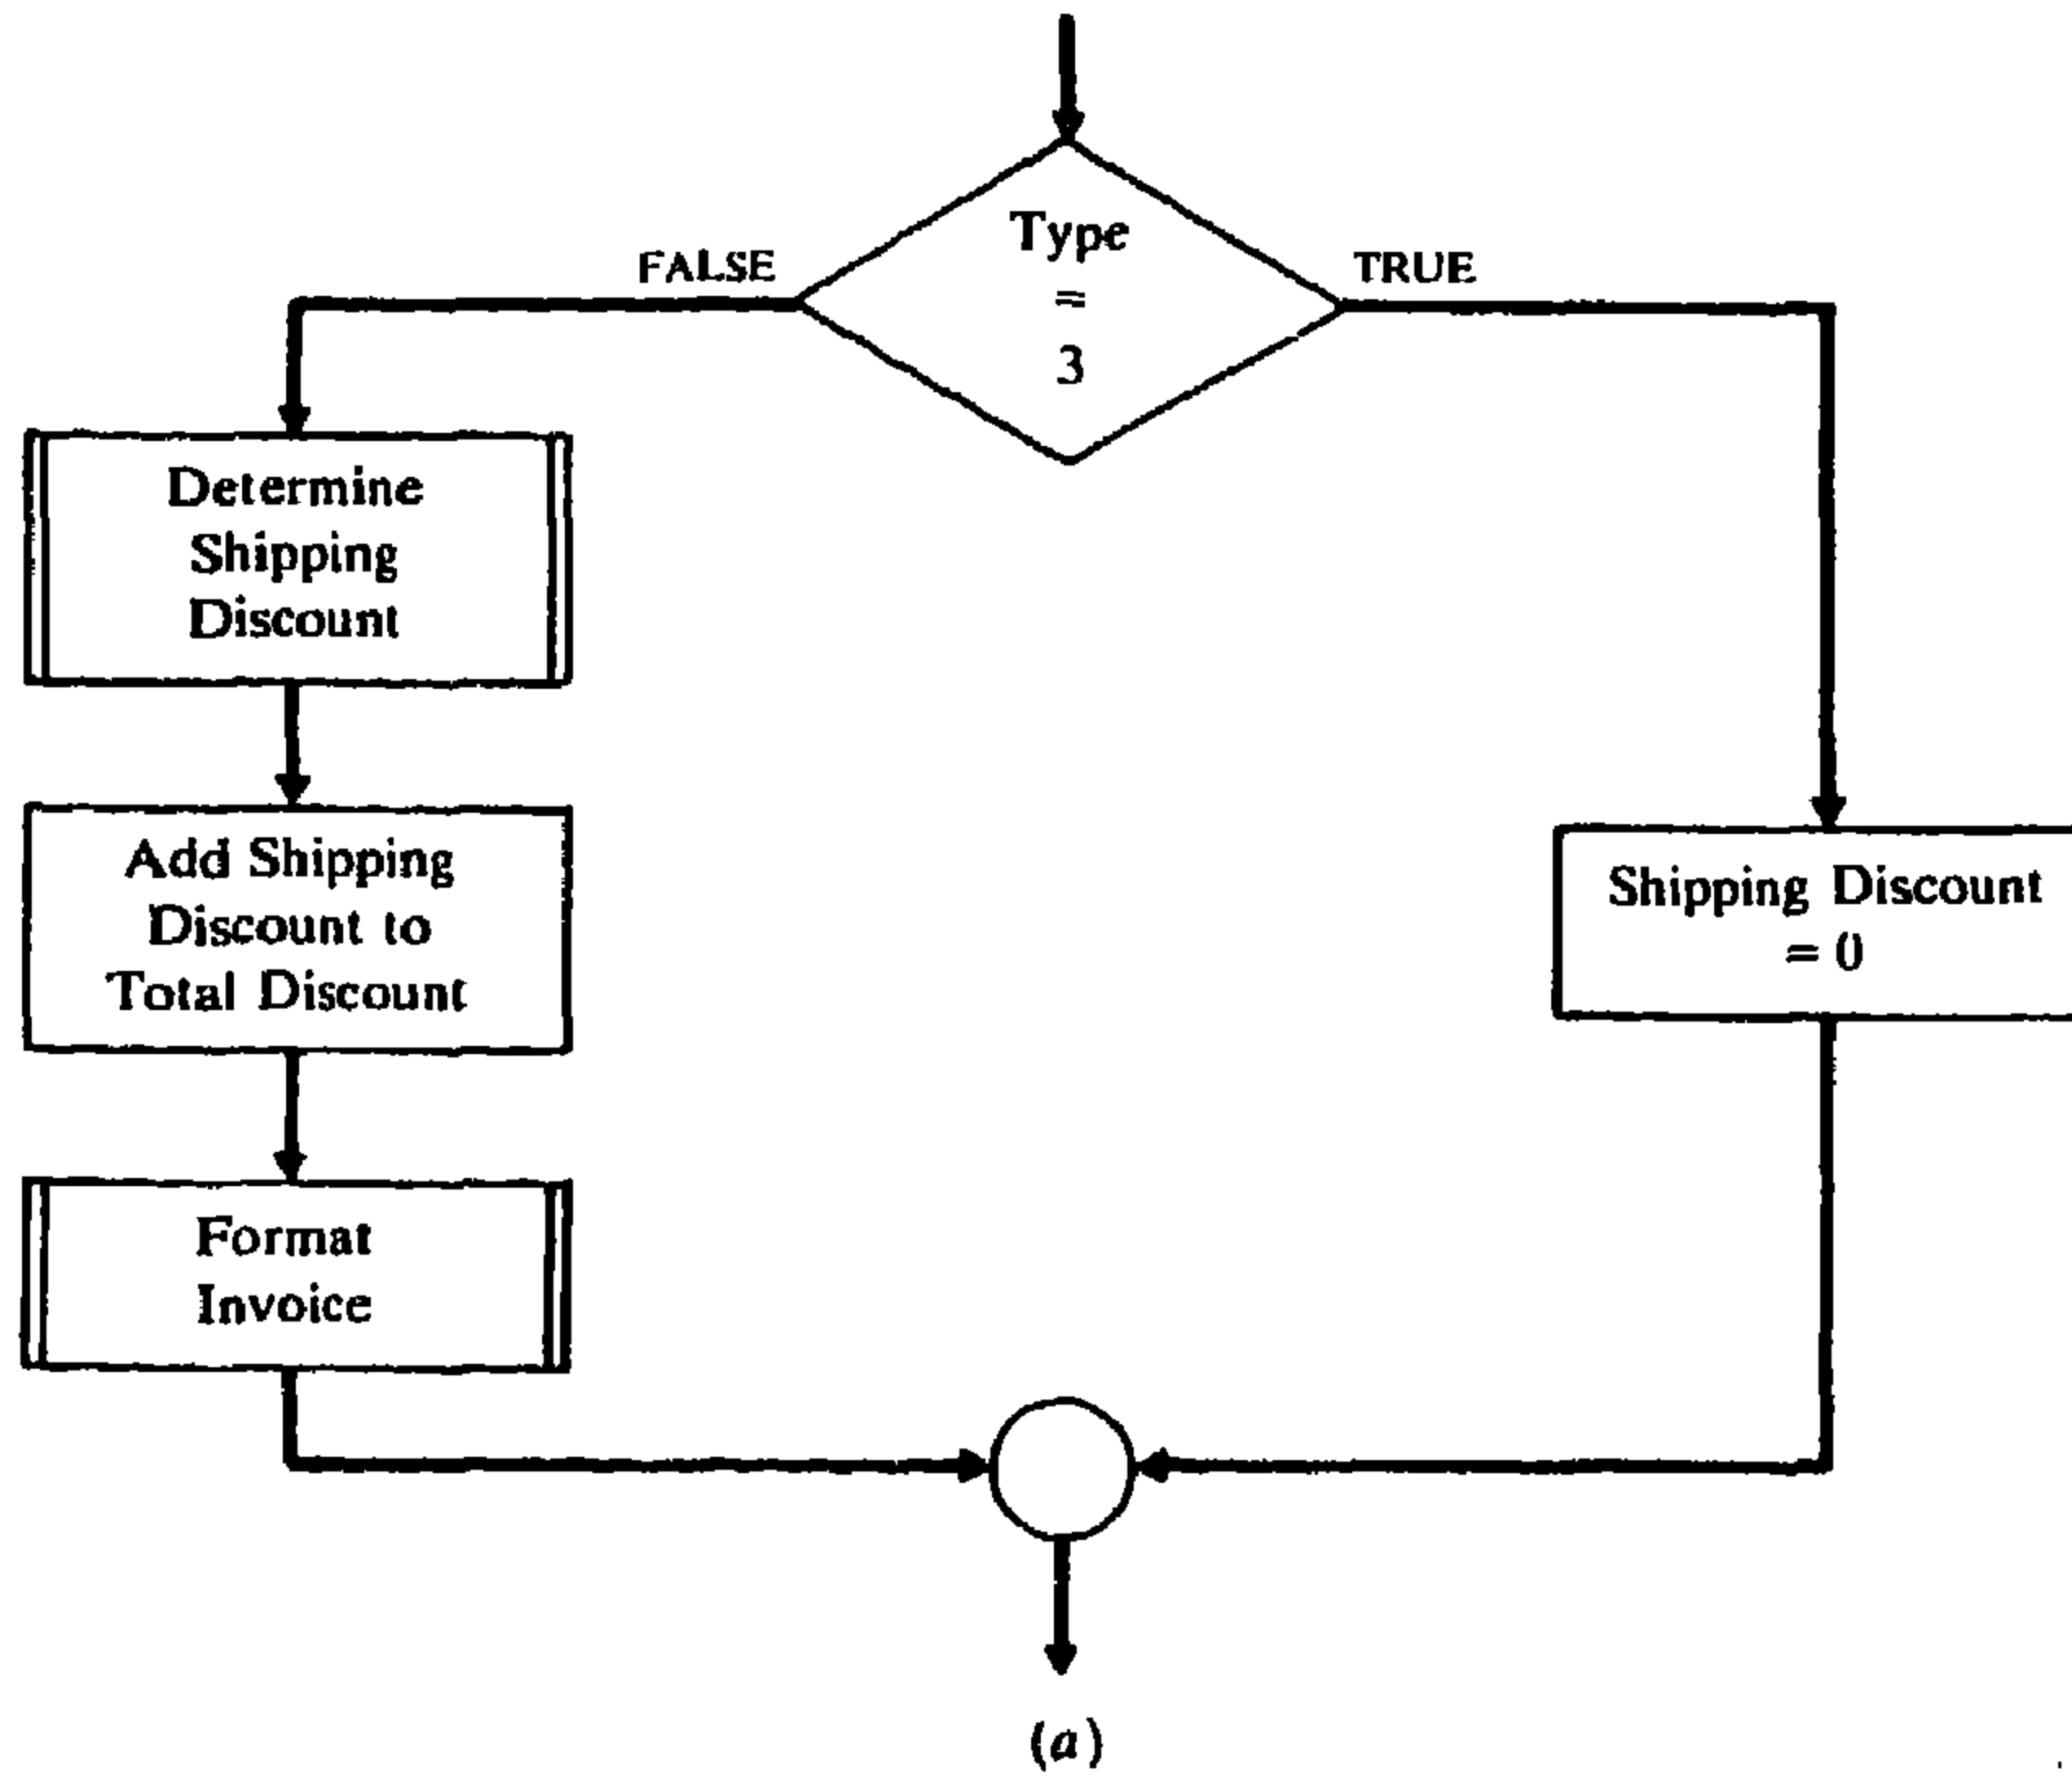 Type
=
3
FALSE
TRUE
Determine
Shipping
Discount
Add Shipping
Discount to
Total Discount
Format
Invoice
Shipping Discount
= 0
(a)